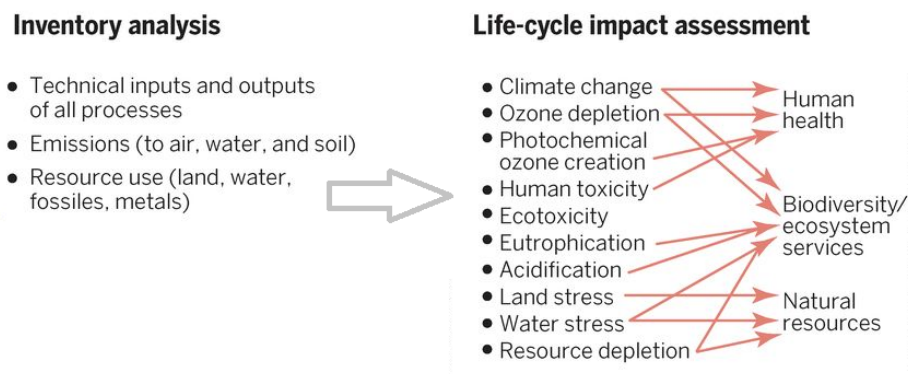 Inventory analysis
• Technical inputs and outputs
of all processes
• Emissions (to air, water, and soil)
• Resource use (land, water,
fossiles, metals)
Life-cycle impact assessment
• Climate change
• Ozone depletion
• Photochemical
ozone creation
• Human toxicity
• Ecotoxicity
• Eutrophication
• Acidification
• Land stress
• Water stress
• Resource depletion
Human
health
Biodiversity/
ecosystem
services
Natural
resources